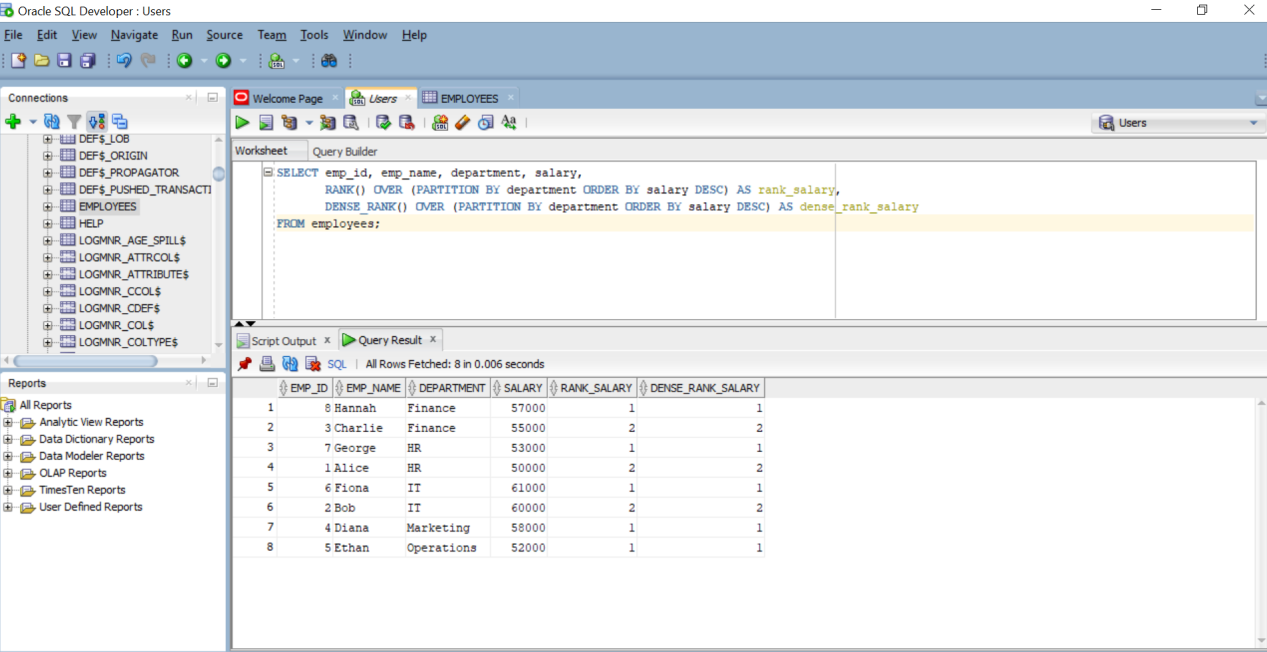 Oracle SQL Developer : Users
File Edit View Navigate Run Source Team Tools Window Help
Connections
DEF$_LOB
DEF$_ORIGIN
DEF$_PROPAGATOR
DEF$_PUSHED_TRANSACTI
EMPLOYEES
HELP
LOGMNR_AGE_SPILL$
LOGMNR_ATTRCOL$
LOGMNR_ATTRIBUTE$
LOGMNR_CCOL$
LOGMNR_CDEF$
LOGMNR_COL$
LOGMNR_COLTYPE$
Reports
All Reports
Analytic View Reports
Data Dictionary Reports
Data Modeler Reports
OLAP Reports
TimesTen Reports
User Defined Reports
Welcome Page Users EMPLOYEES
Users
Worksheet Query Builder
SELECT emp_id, emp_name, department, salary,
RANK() OVER (PARTITION BY department ORDER BY salary DESC) AS rank_salary,
DENSE_RANK() OVER (PARTITION BY department ORDER BY salary DESC) AS dense_rank_salary
FROM employees;
Script Output x Query Result x
SQL | All Rows Fetched: 8 in 0.006 seconds
EMP_ID EMP_NAME DEPARTMENT SALARY RANK_SALARY DENSE_RANK_SALARY
1 8 Hannah Finance 57000 1 1
2 3 Charlie Finance 55000 2 2
3 7 George HR 53000 1 1
4 1 Alice HR 50000 2 2
5 6 Fiona IT 61000 1 1
6 2 Bob IT 60000 2 2
7 4 Diana Marketing 58000 1 1
8 5 Ethan Operations 52000 1 1